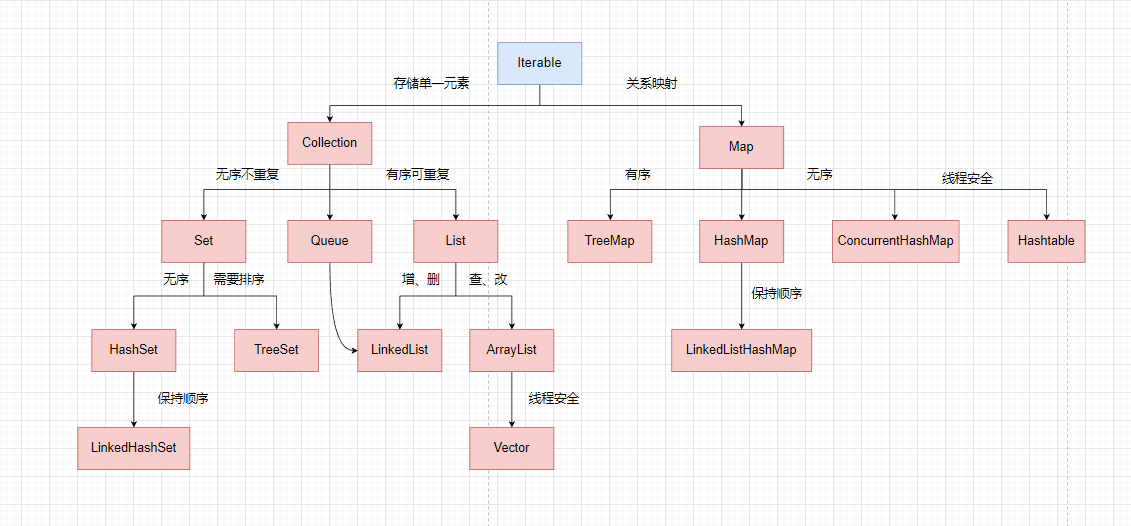 Iterable
存储单一元素
关系映射
Collection
Map
无序不重复
有序可重复
有序
无序
线程安全
Set
Queue
List
TreeMap
HashMap
ConcurrentHashMap
Hashtable
无序
需要排序
增、删
查、改
保持顺序
HashSet
TreeSet
LinkedList
ArrayList
LinkedListHashMap
保持顺序
线程安全
LinkedHashSet
Vector